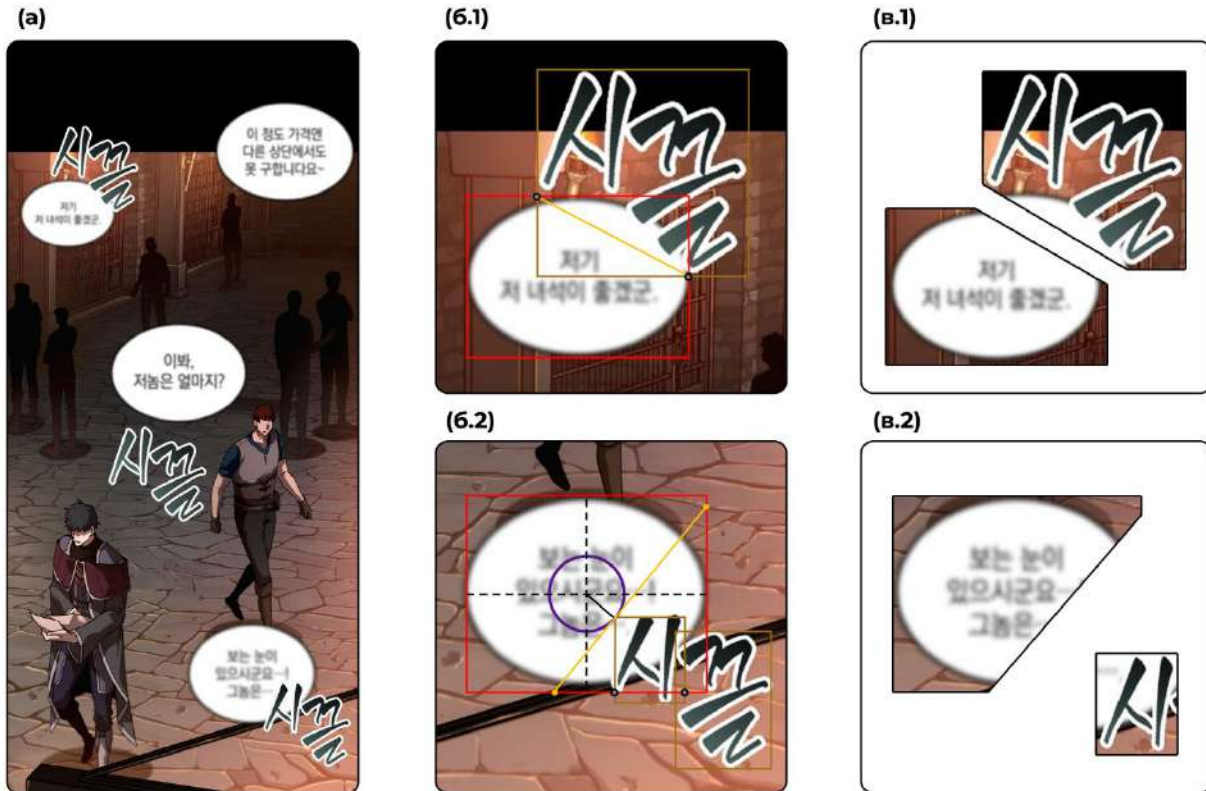 (а)
시끌
이 정도 가격엔
다른 상단에서도
못 구합니다요~
저기
저 녀석이 좋겠군.
이봐,
저놈은 얼마지?
시끌
보는 눈이
있으시군요…!
그놈은…
시끌
(б.1)
시끌
저기
저 녀석이 좋겠군.
(в.1)
시끌
저기
저 녀석이 좋겠군.
(б.2)
보는 눈이
있으시군요…!
그놈은…
시끌
(в.2)
보는 눈이
있으시군요…
그놈은…
시